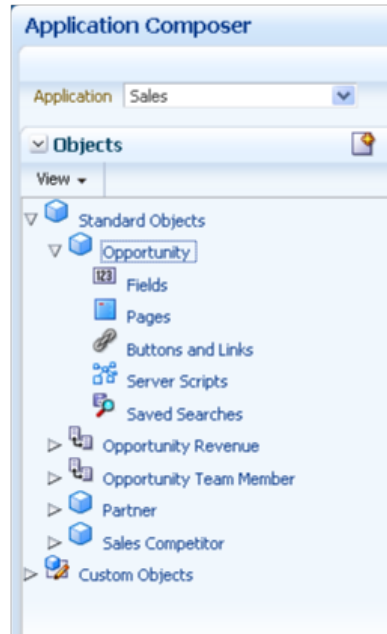 Application Composer
Application Sales
Objects
View
Standard Objects
Opportunity
123 Fields
Pages
Buttons and Links
Server Scripts
Saved Searches
Opportunity Revenue
Opportunity Team Member
Partner
Sales Competitor
Custom Objects